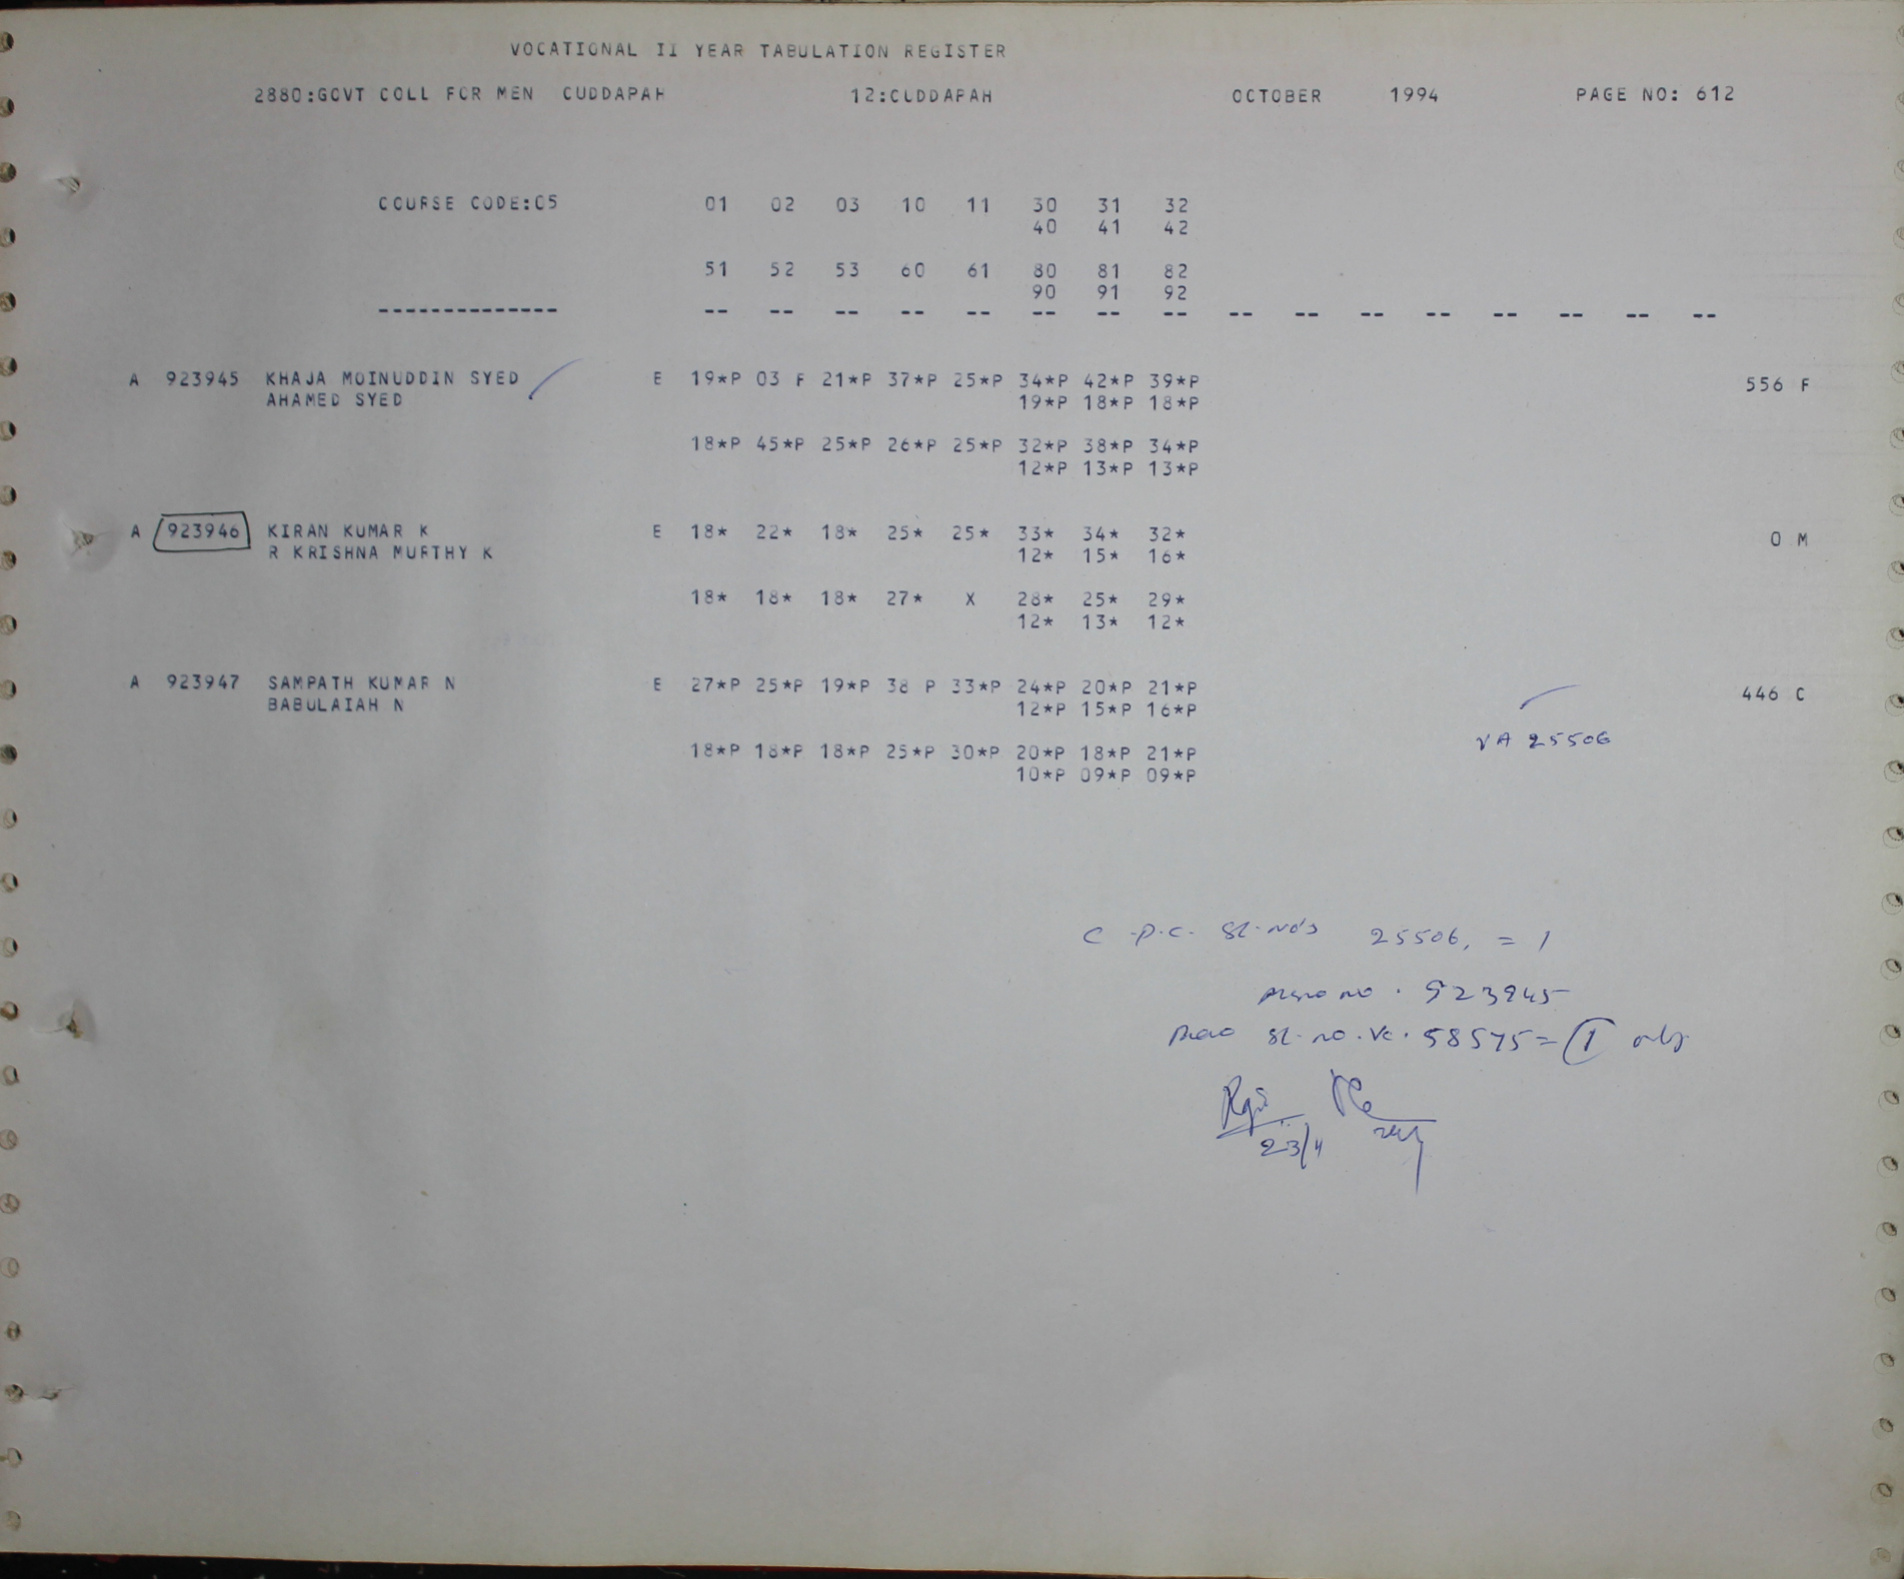 VOCATIONAL II YEAR TABULATION REGISTER
2880:GOVT COLL FOR MEN CUDDAPAH 12:CUDDAPAH OCTOBER 1994 PAGE NO: 612
COURSE CODE:05 01 02 03 10 11 30 31 32
40 41 42
51 52 53 60 61 80 81 82
90 91 92
-------------- -- -- -- -- -- -- -- -- -- -- -- -- -- -- -- --
A 923945 KHAJA MOINUDDIN SYED E 19*P 03 F 21*P 37*P 25*P 34*P 42*P 39*P 556 F
AHAMED SYED 19*P 18*P 18*P
18*P 45*P 25*P 26*P 25*P 32*P 38*P 34*P
12*P 13*P 13*P
A 923946 KIRAN KUMAR K E 18* 22* 18* 25* 25* 33* 34* 32* 0 M
R KRISHNA MURTHY K 12* 15* 16*
18* 18* 18* 27* X 28* 25* 29*
12* 13* 12*
A 923947 SAMPATH KUMAR N E 27*P 25*P 19*P 38 P 33*P 24*P 20*P 21*P 446 C
BABULAIAH N 12*P 15*P 16*P
VA 25506
18*P 18*P 18*P 25*P 30*P 20*P 18*P 21*P
10*P 09*P 09*P
C .P.C. Sl. No's 25506, = 1
Memo no . 923945
Memo Sl. no. Vc. 58575 = 1 only
23/4